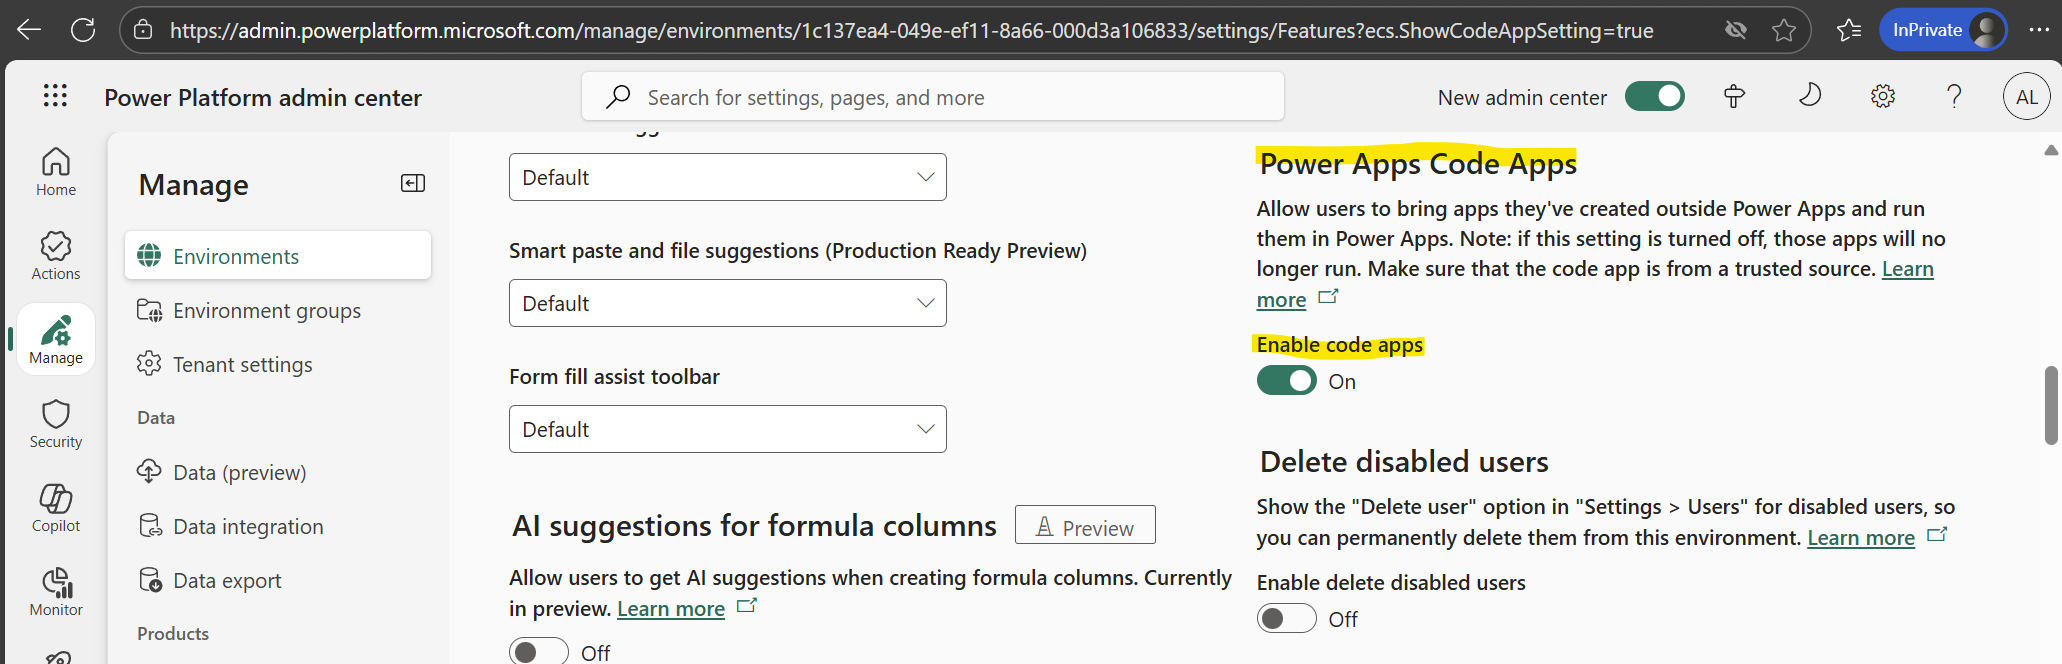 https://admin.powerplatform.microsoft.com/manage/environments/1c137ea4-049e-ef11-8a66-000d3a106833/settings/Features?ecs.ShowCodeAppSetting=true
InPrivate
Power Platform admin center
Search for settings, pages, and more
New admin center
AL
Home
Actions
Manage
Security
Copilot
Monitor
Manage
Environments
Environment groups
Tenant settings
Data
Data (preview)
Data integration
Data export
Products
Default
Smart paste and file suggestions (Production Ready Preview)
Default
Form fill assist toolbar
Default
AI suggestions for formula columns
Preview
Allow users to get AI suggestions when creating formula columns. Currently
in preview. Learn more
Off
Power Apps Code Apps
Allow users to bring apps they've created outside Power Apps and run
them in Power Apps. Note: if this setting is turned off, those apps will no
longer run. Make sure that the code app is from a trusted source. Learn
more
Enable code apps
On
Delete disabled users
Show the "Delete user" option in "Settings > Users" for disabled users, so
you can permanently delete them from this environment. Learn more
Enable delete disabled users
Off